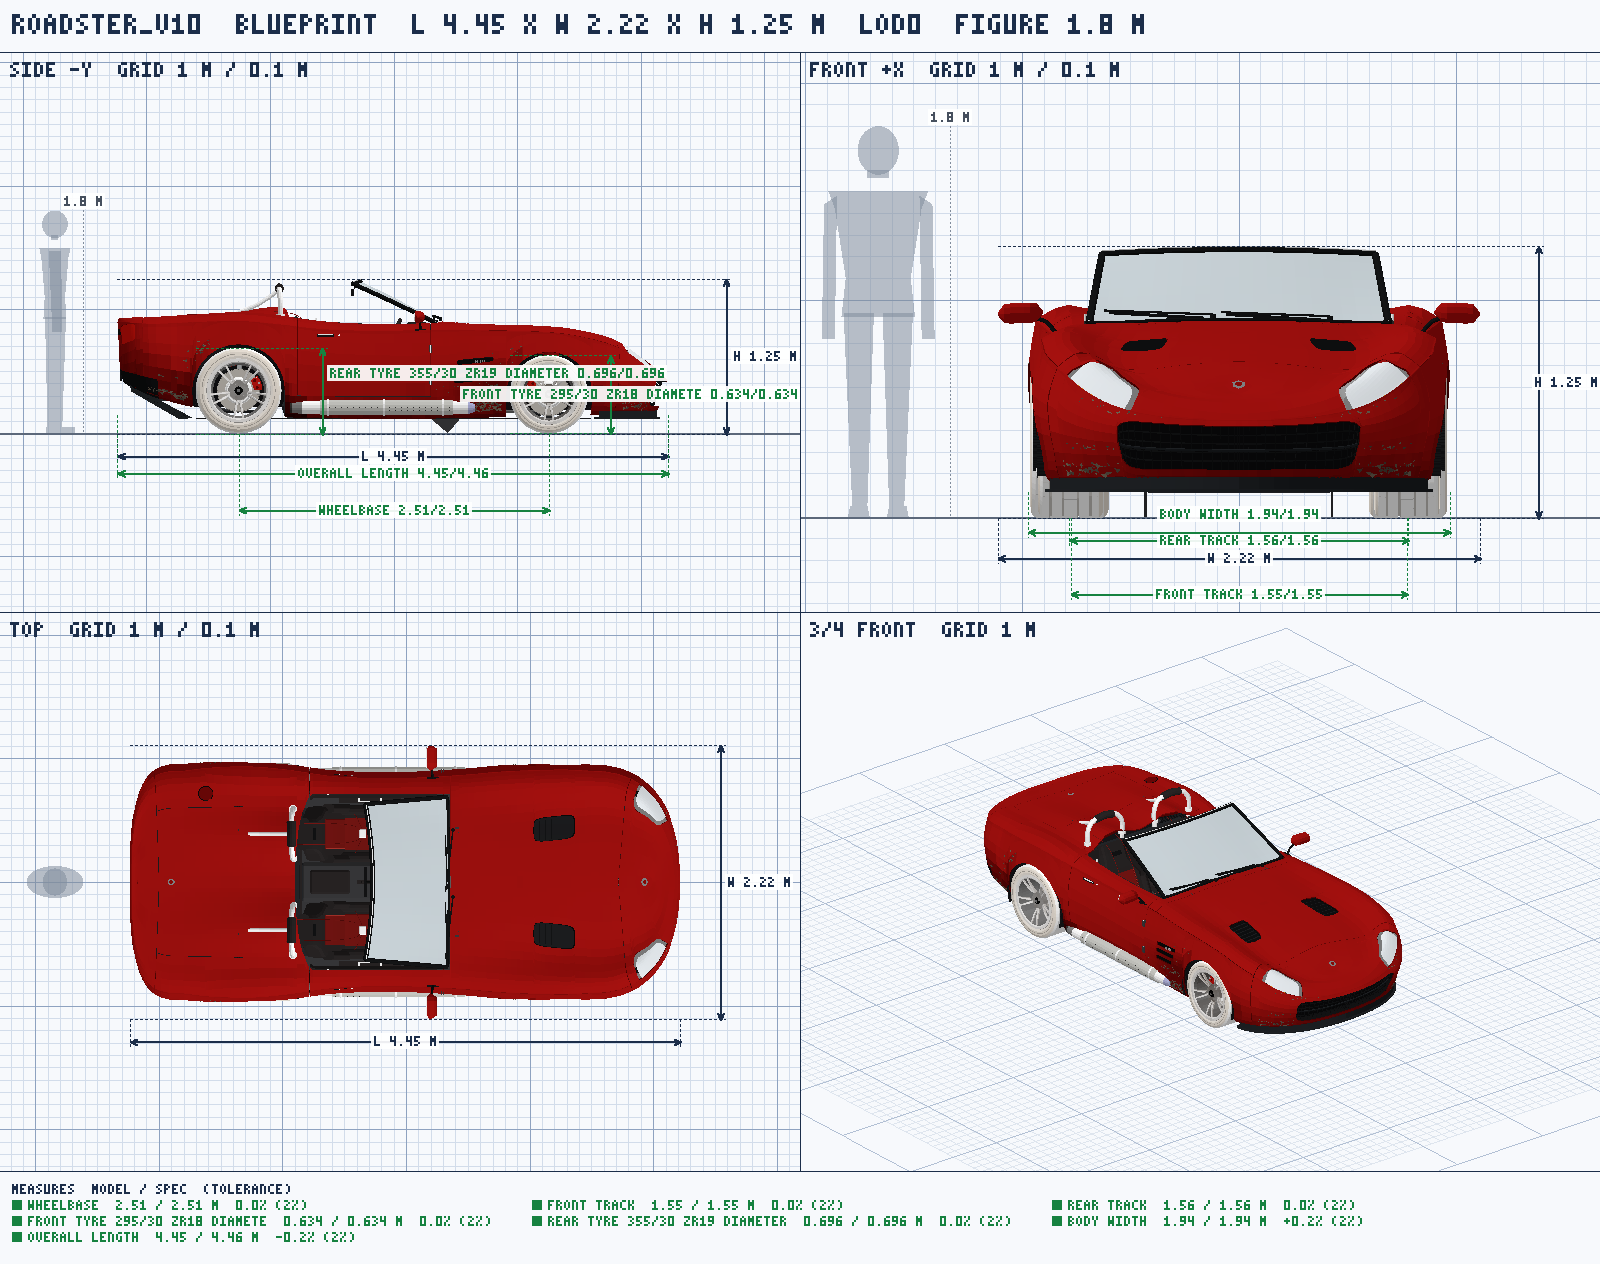 ROADSTER_V10 BLUEPRINT L 4.45 X W 2.22 X H 1.25 M LOD0 FIGURE 1.8 M
SIDE -Y GRID 1 M / 0.1 M
1.8 M
H 1.25 M
REAR TYRE 355/30 ZR19 DIAMETER 0.696/0.696
FRONT TYRE 295/30 ZR18 DIAMETE 0.634/0.634
L 4.45 M
OVERALL LENGTH 4.45/4.46
WHEELBASE 2.51/2.51
FRONT +X GRID 1 M / 0.1 M
1.8 M
H 1.25 M
BODY WIDTH 1.94/1.94
REAR TRACK 1.56/1.56
W 2.22 M
FRONT TRACK 1.55/1.55
TOP GRID 1 M / 0.1 M
W 2.22 M
L 4.45 M
3/4 FRONT GRID 1 M
MEASURES MODEL / SPEC (TOLERANCE)
WHEELBASE 2.51 / 2.51 M 0.0% (2%)
FRONT TRACK 1.55 / 1.55 M 0.0% (2%)
REAR TRACK 1.56 / 1.56 M 0.0% (2%)
FRONT TYRE 295/30 ZR18 DIAMETE 0.634 / 0.634 M 0.0% (2%)
REAR TYRE 355/30 ZR19 DIAMETER 0.696 / 0.696 M 0.0% (2%)
BODY WIDTH 1.94 / 1.94 M +0.2% (2%)
OVERALL LENGTH 4.45 / 4.46 M -0.2% (2%)